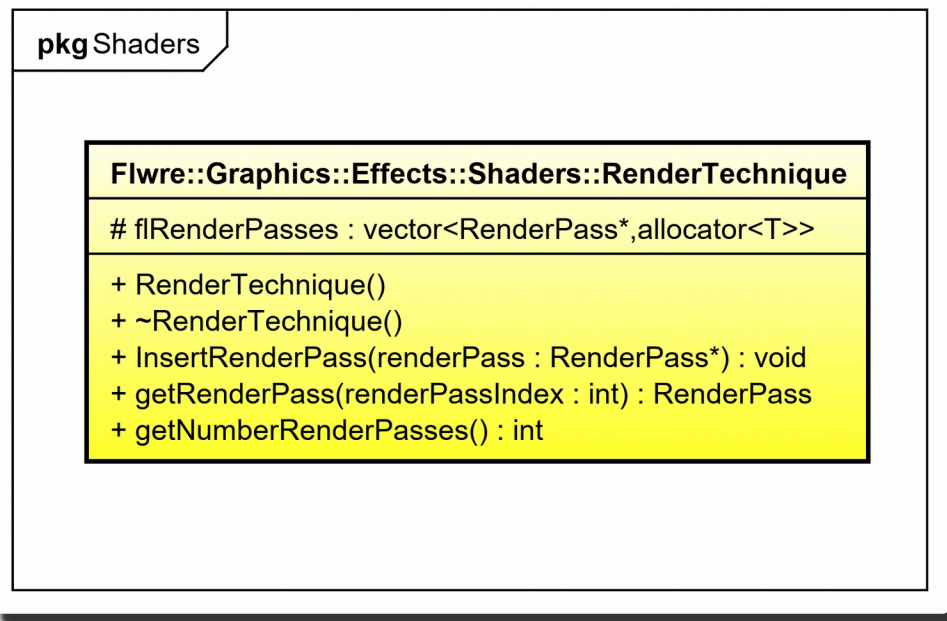 pkg Shaders
Flwre::Graphics::Effects::Shaders::RenderTechnique
# flRenderPasses : vector<RenderPass*,allocator<T>>
+ RenderTechnique()
+ ~RenderTechnique()
+ InsertRenderPass(renderPass : RenderPass*) : void
+ getRenderPass(renderPassIndex : int) : RenderPass
+ getNumberRenderPasses() : int